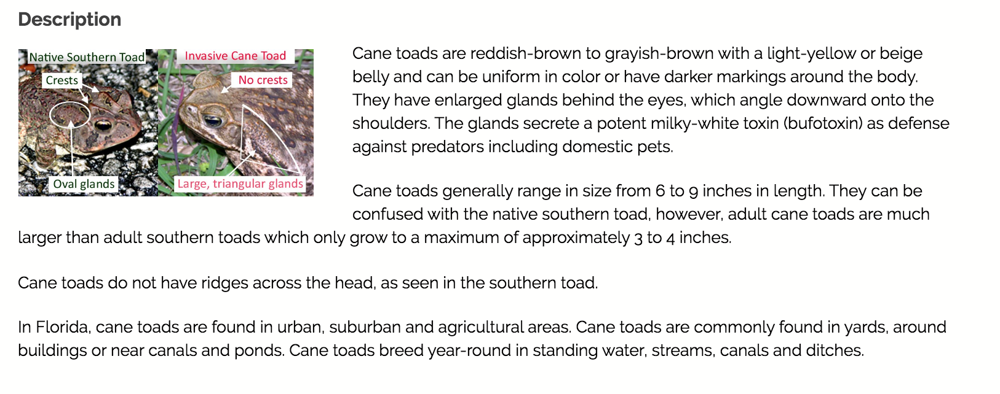 Description
Native Southern Toad
Crests
Oval glands
Invasive Cane Toad
No crests
Large, triangular glands
Cane toads are reddish-brown to grayish-brown with a light-yellow or beige
belly and can be uniform in color or have darker markings around the body.
They have enlarged glands behind the eyes, which angle downward onto the
shoulders. The glands secrete a potent milky-white toxin (bufotoxin) as defense
against predators including domestic pets.
Cane toads generally range in size from 6 to 9 inches in length. They can be
confused with the native southern toad, however, adult cane toads are much
larger than adult southern toads which only grow to a maximum of approximately 3 to 4 inches.
Cane toads do not have ridges across the head, as seen in the southern toad.
In Florida, cane toads are found in urban, suburban and agricultural areas. Cane toads are commonly found in yards, around
buildings or near canals and ponds. Cane toads breed year-round in standing water, streams, canals and ditches.